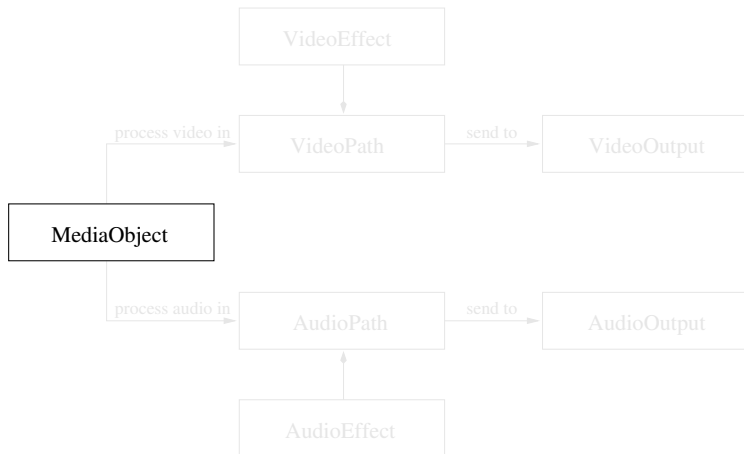 VideoEffect
process video in
VideoPath
send to
VideoOutput
MediaObject
process audio in
AudioPath
send to
AudioOutput
AudioEffect